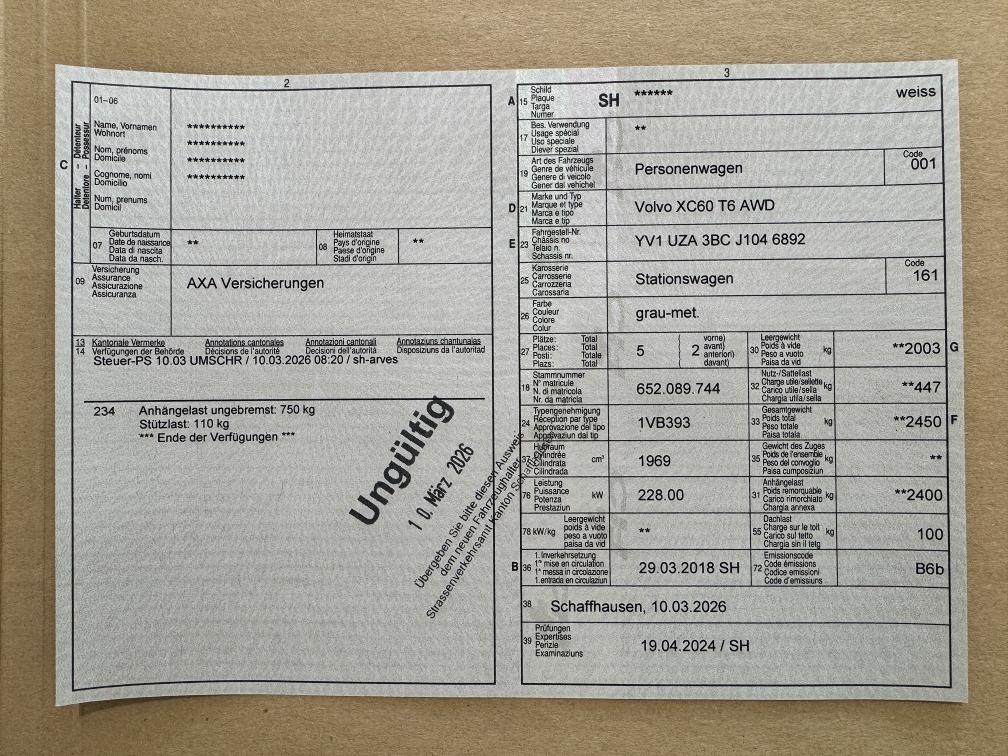 2
01–06
Halter Détenteur
Detentore Possessur
C
Name, Vornamen
Wohnort
Nom, prénoms
Domicile
Cognome, nomi
Domicilio
Num, prenums
Domicil
**********
**********
**********
**********
07
Geburtsdatum
Date de naissance
Data di nascita
Data da nasch.
**
08
Heimatstaat
Pays d'origine
Paese d'origine
Stadi d'origin
**
09
Versicherung
Assurance
Assicurazione
Assicuranza
AXA Versicherungen
13 Kantonale Vermerke Annotations cantonales Annotazioni cantonali Annotaziuns chantunalas
14 Verfügungen der Behörde Décisions de l'autorité Decisioni dell'autorità Disposiziuns da l'autoritad
Steuer-PS 10.03 UMSCHR / 10.03.2026 08:20 / sh-arves
234 Anhängelast ungebremst: 750 kg
Stützlast: 110 kg
*** Ende der Verfügungen ***
Ungültig
1 0. März 2026
Übergeben Sie bitte diesen Ausweis
dem neuen Fahrzeughalter
Strassenverkehrsamt Kanton Schaffhausen
3
A 15
Schild
Plaque
Targa
Numer
SH ****** weiss
17
Bes. Verwendung
Usage spécial
Uso speciale
Diever spezial
**
19
Art des Fahrzeugs
Genre de véhicule
Genere di veicolo
Gener dal vehichel
Personenwagen
Code
001
D 21
Marke und Typ
Marque et type
Marca e tipo
Marca e tip
Volvo XC60 T6 AWD
E 23
Fahrgestell-Nr.
Châssis no
Telaio n.
Schassis nr.
YV1 UZA 3BC J104 6892
25
Karosserie
Carrosserie
Carrozzeria
Carossaria
Stationswagen
Code
161
26
Farbe
Couleur
Colore
Colur
grau-met.
27
Plätze: Total
Places: Total
Posti: Totale
Plazs: Total
5
2
vorne)
avant)
anteriori)
davant)
30
Leergewicht
Poids à vide
Peso a vuoto
Paisa da vid
kg
**2003 G
18
Stammnummer
N° matricule
N. di matricola
Nr. da matricla
652.089.744
32
Nutz-/Sattellast
Charge utile/sellette
Carico utile/sella
Chargia utila/sella
kg
**447
24
Typengenehmigung
Réception par type
Approvazione del tipo
Approvaziun dal tip
1VB393
33
Gesamtgewicht
Poids total
Peso totale
Paisa totala
kg
**2450 F
37
Hubraum
Cylindrée
Cilindrata
Cilindrada
cm³
1969
35
Gewicht des Zuges
Poids de l'ensemble
Peso del convoglio
Paisa cumposiziun
kg
**
76
Leistung
Puissance
Potenza
Prestaziun
kW
228.00
31
Anhängelast
Poids remorquable
Carico rimorchiato
Chargia annexa
kg
**2400
78 kW/kg
Leergewicht
poids à vide
peso a vuoto
paisa da vid
**
55
Dachlast
Charge sur le toit
Carico sul tetto
Chargia sin il tetg
kg
100
B 36
1. Inverkehrsetzung
1re mise en circulation
1a messa in circolazione
1. entrada en circulaziun
29.03.2018 SH
72
Emissionscode
Code émissions
Codice emissioni
Code d'emissiuns
B6b
38
Schaffhausen, 10.03.2026
39
Prüfungen
Expertises
Perizie
Examinaziuns
19.04.2024 / SH